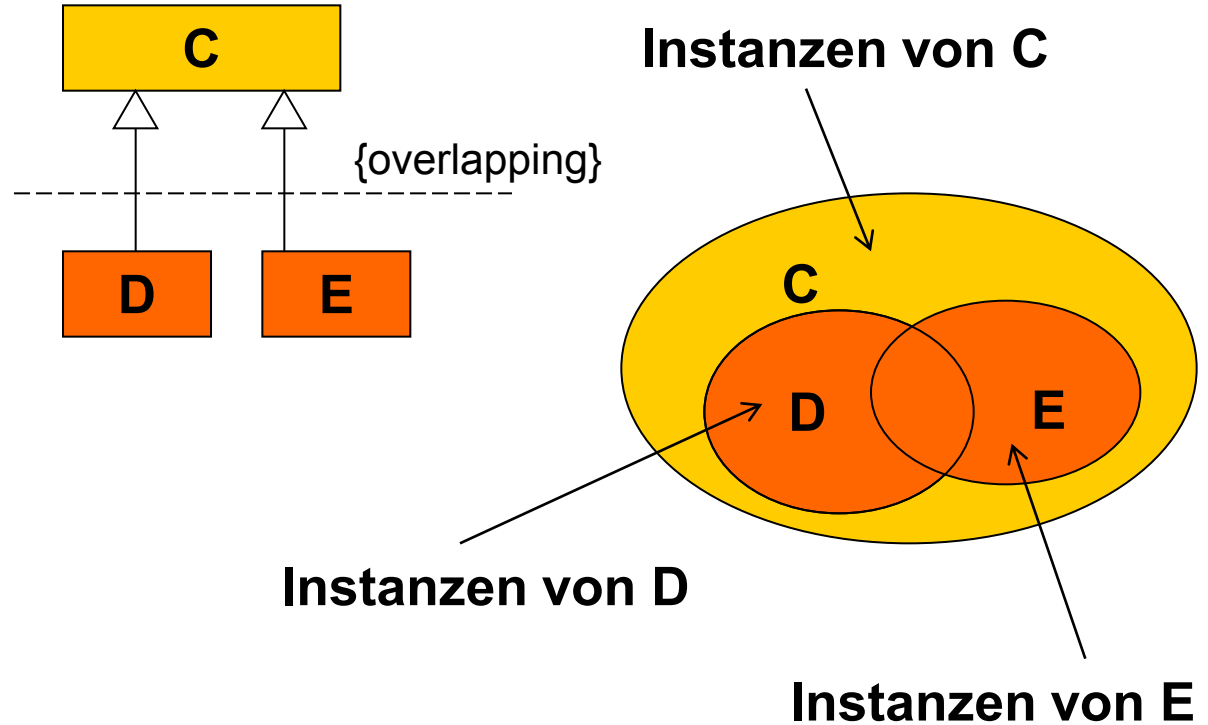 C
Instanzen von C
{overlapping}
D
E
C
D
E
Instanzen von D
Instanzen von E